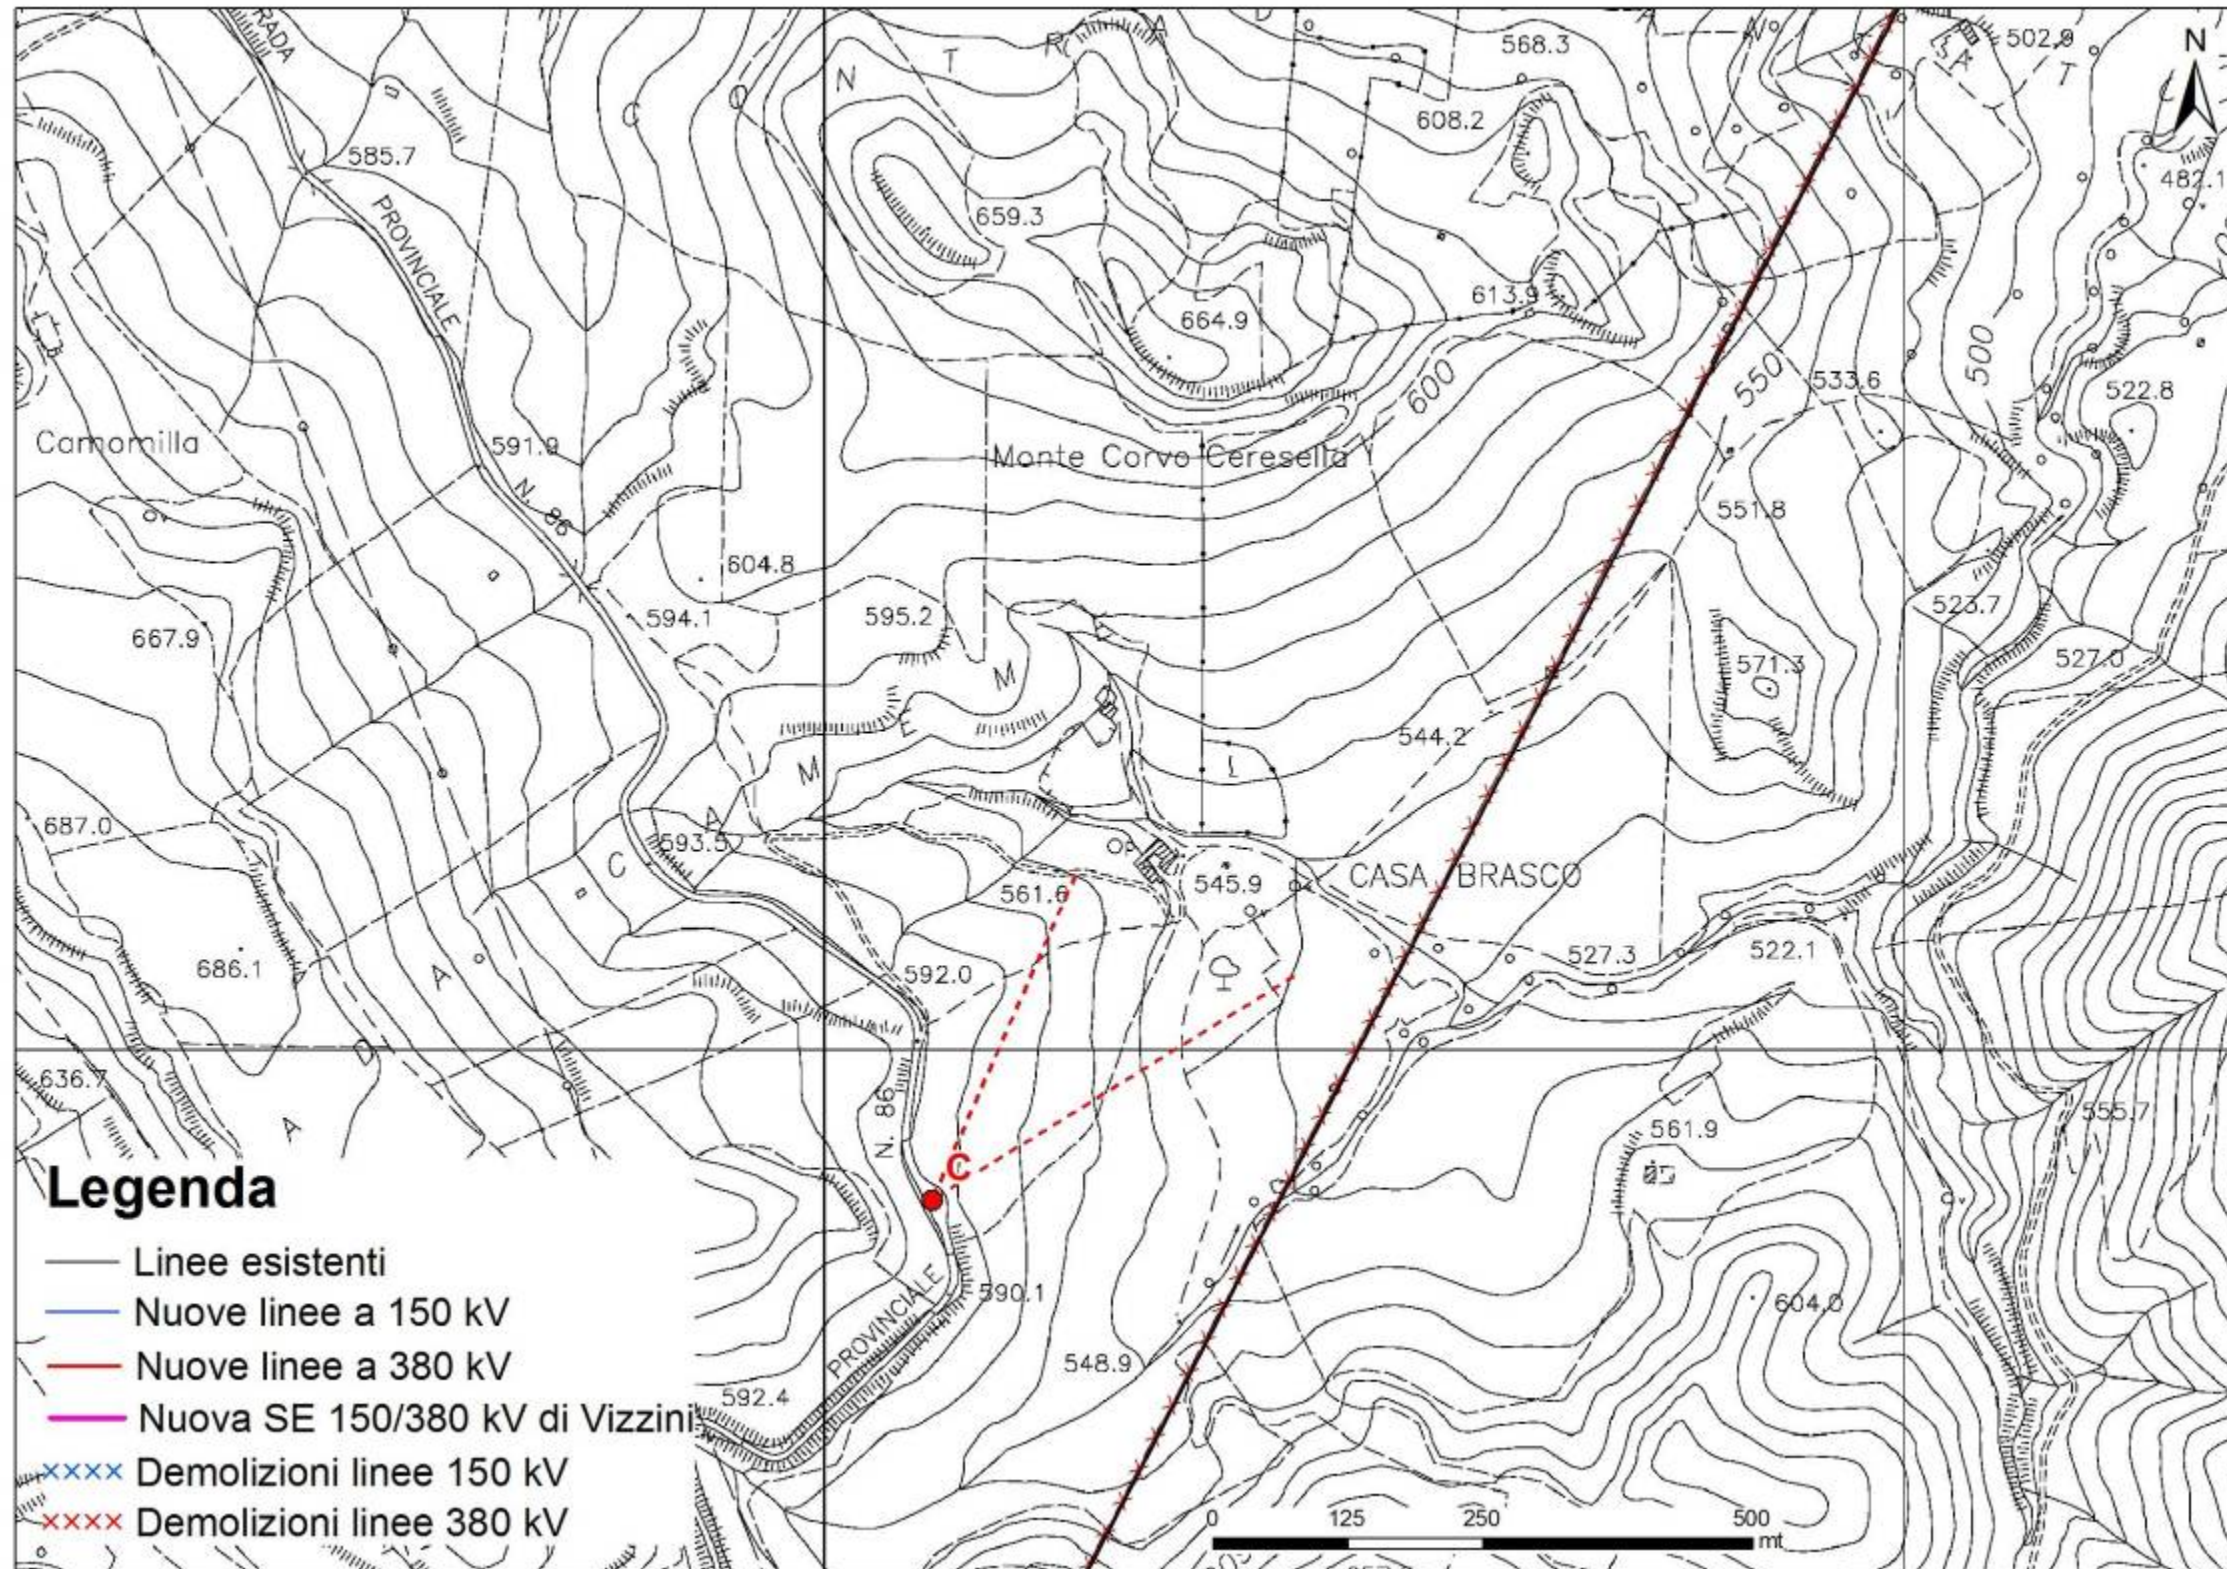 RADA
D
568.3
502.9
N
T
R
A
N
SA
T
C
O
N
608.2
585.7
482.1
PROVINCIALE
659.3
613.9
664.9
600
550
533.6
500
522.8
Camomilla
591.9
Monte Corvo Ceresella
N. 86
551.8
604.8
594.1
595.2
523.7
667.9
527.0
571.3
M
E
544.2
M
687.0
A
593.5
C
CASA BRASCO
561.6
545.9
686.1
A
592.0
527.3
522.1
D
636.7
A
N. 86
555.7
561.9
C
Legenda
Linee esistenti
Nuove linee a 150 kV
Nuove linee a 380 kV
Nuova SE 150/380 kV di Vizzini
Demolizioni linee 150 kV
Demolizioni linee 380 kV
590.1
PROVINCIALE
604.0
548.9
592.4
0 125 250 500
mt